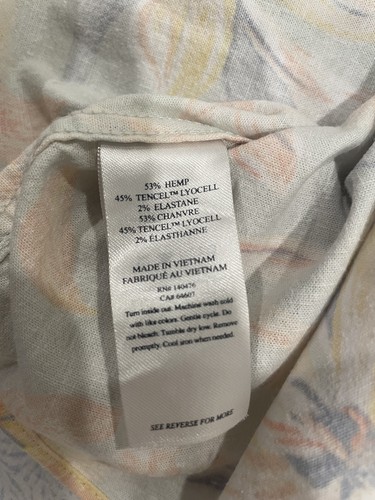 53% HEMP
45% TENCEL™ LYOCELL
2% ELASTANE
53% CHANVRE
45% TENCEL™ LYOCELL
2% ÉLASTHANNE
MADE IN VIETNAM
FABRIQUÉ AU VIETNAM
RN# 140476
CA# 64607
Turn inside out. Machine wash cold
with like colors. Gentle cycle. Do
not bleach. Tumble dry low. Remove
promptly. Cool iron when needed.
SEE REVERSE FOR MORE